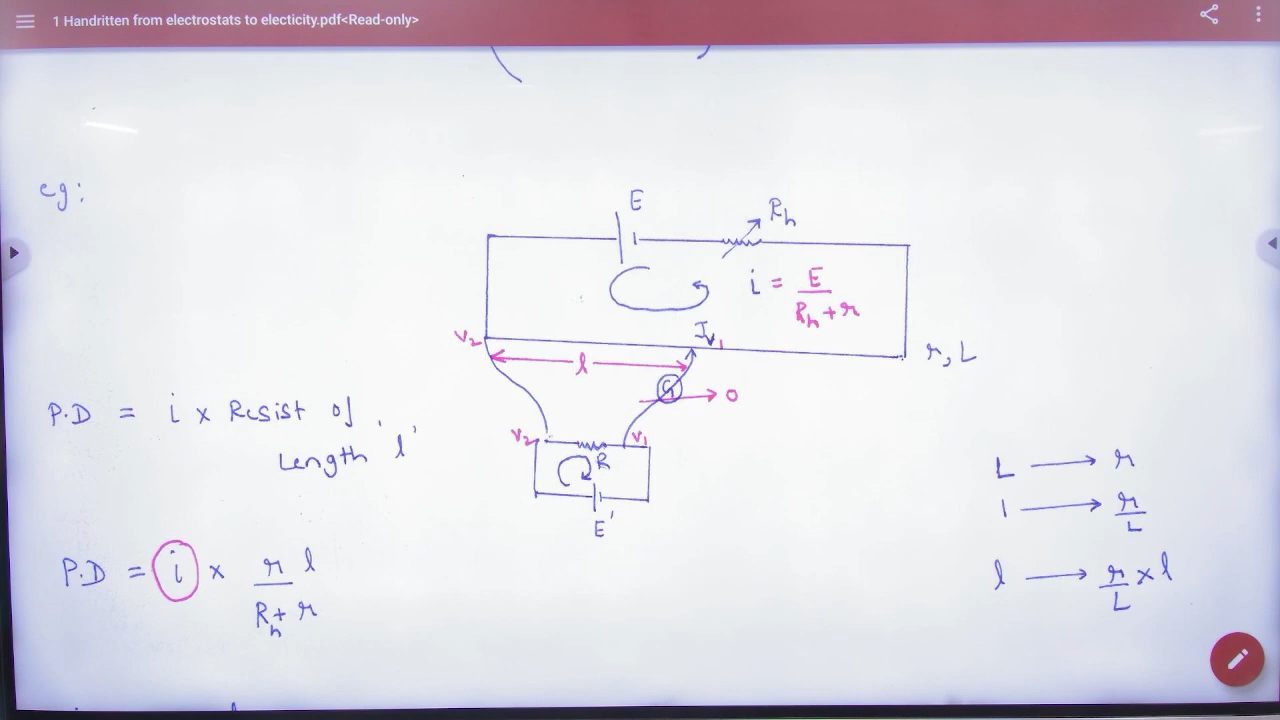 1 Handritten from electrostats to electicity.pdf<Read-only>
eg:
E
Rh
i = E / Rh + r
V2
J V1
l
r, L
G → 0
P.D = i x Resist of Length l'
V2
V1
R
E'
L → r
1 → r / L
l → r / L x l
P.D = i x r l / Rh + r